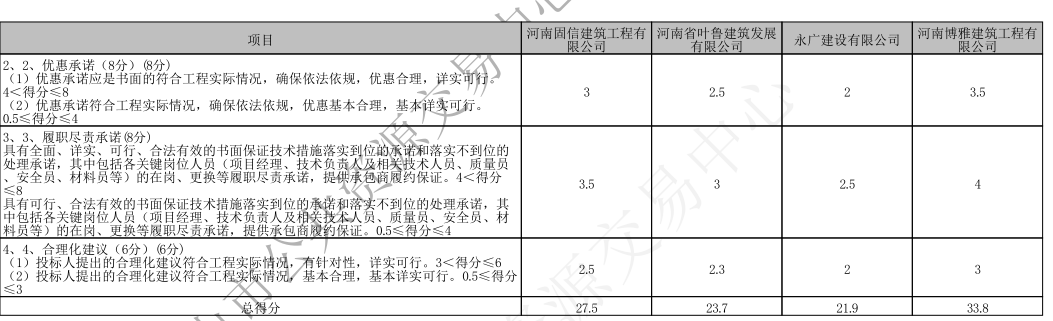 项目
河南固信建筑工程有
限公司
河南省叶鲁建筑发展
有限公司
永广建设有限公司
河南博雅建筑工程有
限公司
2、2、优惠承诺（8分）(8分)
（1）优惠承诺应是书面的符合工程实际情况，确保依法依规，优惠合理，详实可行。
4<得分≤8
（2）优惠承诺符合工程实际情况，确保依法依规，优惠基本合理，基本详实可行。
0.5≤得分≤4
3
2.5
2
3.5
3、3、履职尽责承诺(8分)
具有全面、详实、可行、合法有效的书面保证技术措施落实到位的承诺和落实不到位的
处理承诺，其中包括各关键岗位人员（项目经理、技术负责人及相关技术人员、质量员
、安全员、材料员等）的在岗、更换等履职尽责承诺，提供承包商履约保证。4<得分
≤8
具有可行、合法有效的书面保证技术措施落实到位的承诺和落实不到位的处理承诺，其
中包括各关键岗位人员（项目经理、技术负责人及相关技术人员、质量员、安全员、材
料员等）的在岗、更换等履职尽责承诺，提供承包商履约保证。0.5≤得分≤4
3.5
3
2.5
4
4、4、合理化建议（6分）(6分)
（1）投标人提出的合理化建议符合工程实际情况，有针对性，详实可行。3<得分≤6
（2）投标人提出的合理化建议符合工程实际情况，基本合理，基本详实可行。0.5≤得分
≤3
2.5
2.3
2
3
总得分
27.5
23.7
21.9
33.8
山市公共资源交易中心
源交易中心